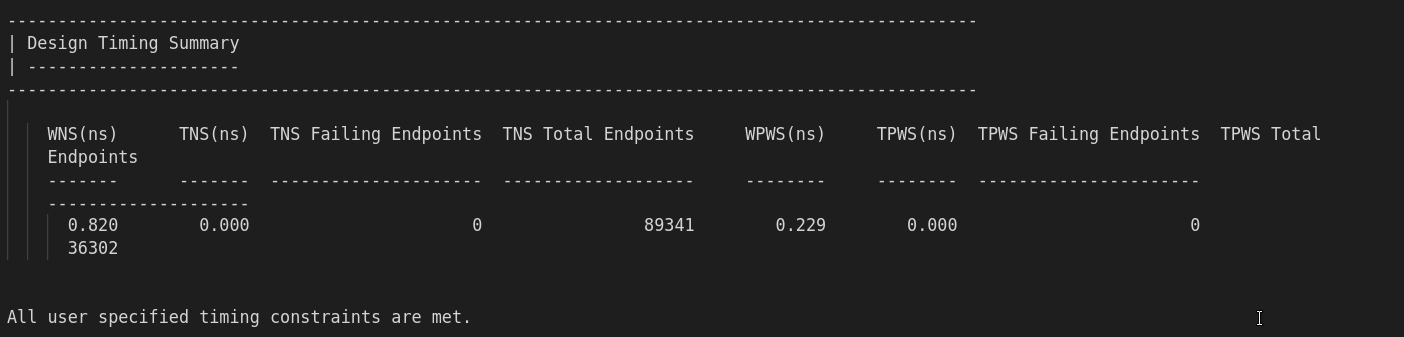 ------------------------------------------------------------------------------------------------
| Design Timing Summary
| ---------------------
------------------------------------------------------------------------------------------------
WNS(ns)      TNS(ns)  TNS Failing Endpoints  TNS Total Endpoints     WPWS(ns)     TPWS(ns)  TPWS Failing Endpoints  TPWS Total
Endpoints
-------      -------  ---------------------  -------------------     --------     --------  ----------------------
--------------------
0.820        0.000                      0                89341        0.229        0.000                       0
36302
All user specified timing constraints are met.